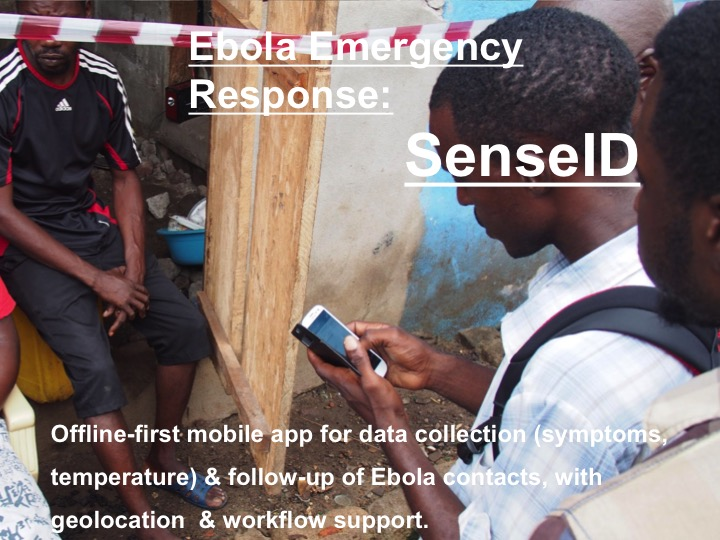 Ebola Emergency
Response:
SenseID
Offline-first mobile app for data collection (symptoms,
temperature) & follow-up of Ebola contacts, with
geolocation & workflow support.
adidas